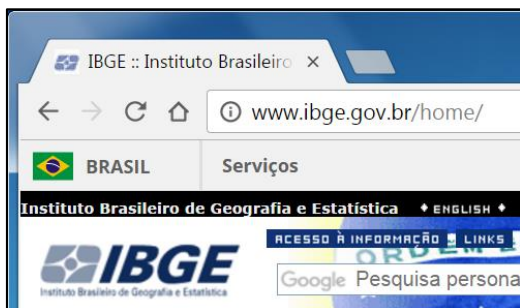 IBGE :: Instituto Brasileiro
www.ibge.gov.br/home/
BRASIL Serviços
Instituto Brasileiro de Geografia e Estatística ENGLISH
ACESSO À INFORMAÇÃO LINKS
ORDEM E
IBGE
Instituto Brasileiro de Geografia e Estatística
Google Pesquisa persona